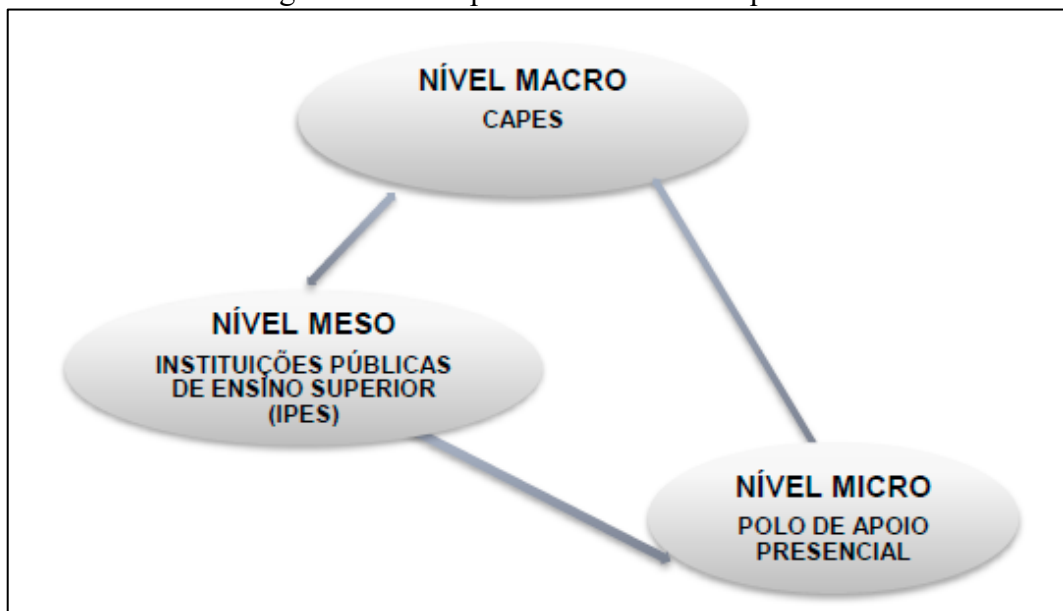 NÍVEL MACRO
CAPES
NÍVEL MESO
INSTITUIÇÕES PÚBLICAS
DE ENSINO SUPERIOR
(IPES)
NÍVEL MICRO
POLO DE APOIO
PRESENCIAL